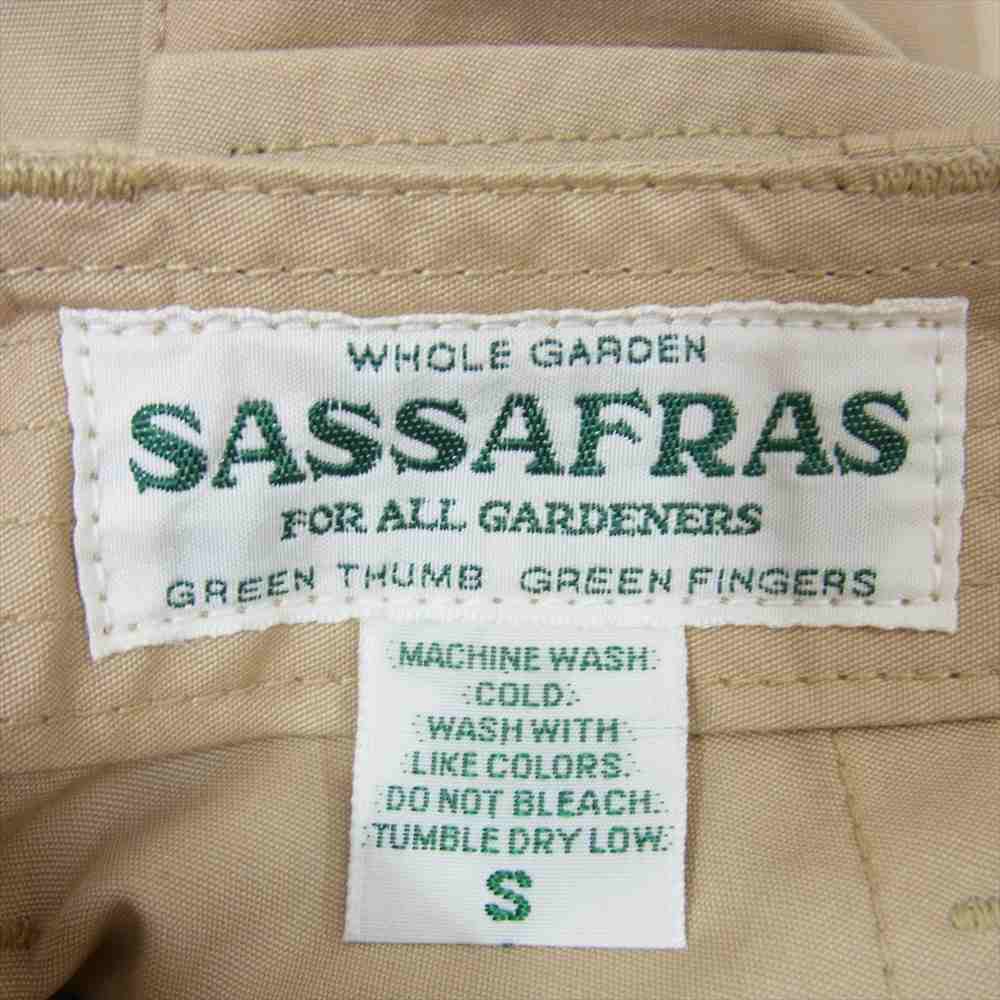 WHOLE GARDEN
SASSAFRAS
FOR ALL GARDENERS
GREEN THUMB GREEN FINGERS
MACHINE WASH
COLD.
WASH WITH
LIKE COLORS.
DO NOT BLEACH.
TUMBLE DRY LOW.
S